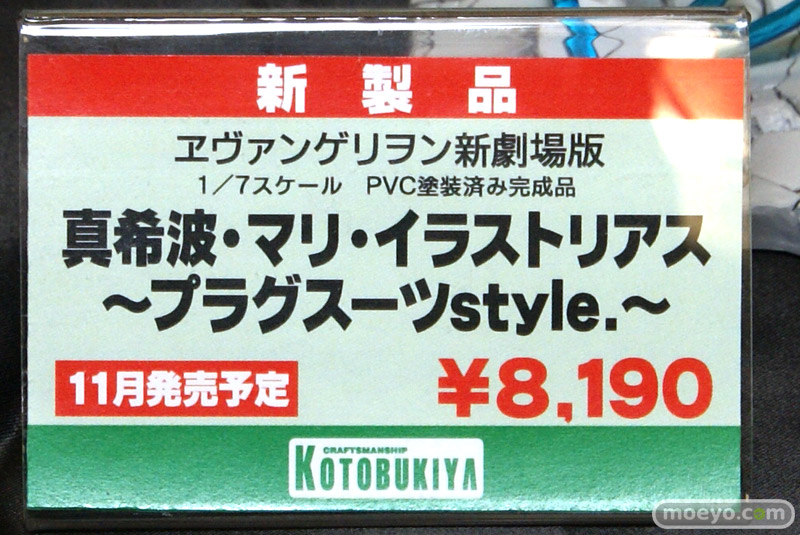 新製品
ヱヴァンゲリヲン新劇場版
1／7スケール PVC塗装済み完成品
真希波・マリ・イラストリアス
～プラグスーツstyle.～
11月発売予定
¥8,190
CRAFTSMANSHIP
KOTOBUKIYA
moeyo.com